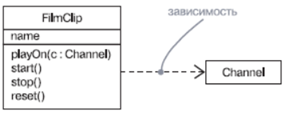 зависимость
FilmClip
name
playOn(c : Channel)
start()
stop()
reset()
Channel